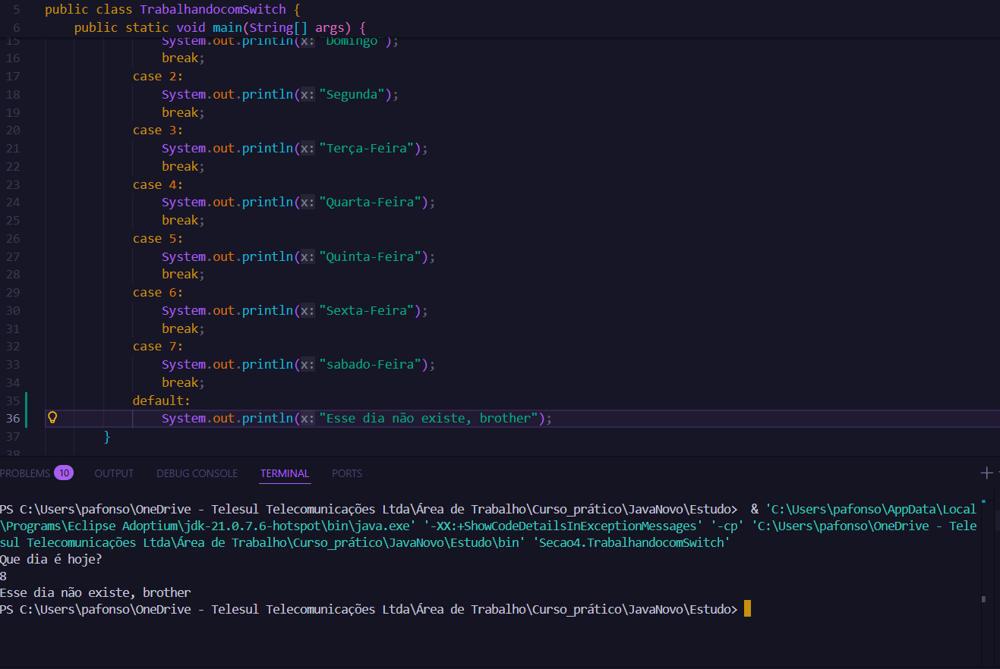 5 public class TrabalhandocomSwitch {
6 public static void main(String[] args) {
15 System.out.println(x: "Domingo");
16 break;
17 case 2:
18 System.out.println(x: "Segunda");
19 break;
20 case 3:
21 System.out.println(x: "Terça-Feira");
22 break;
23 case 4:
24 System.out.println(x: "Quarta-Feira");
25 break;
26 case 5:
27 System.out.println(x: "Quinta-Feira");
28 break;
29 case 6:
30 System.out.println(x: "Sexta-Feira");
31 break;
32 case 7:
33 System.out.println(x: "sabado-Feira");
34 break;
35 default:
36 System.out.println(x: "Esse dia não existe, brother");
37 }
38
PROBLEMS 10 OUTPUT DEBUG CONSOLE TERMINAL PORTS
PS C:\Users\pafonso\OneDrive - Telesul Telecomunicações Ltda\Área de Trabalho\Curso_prático\JavaNovo\Estudo> & 'C:\Users\pafonso\AppData\Local
\Programs\Eclipse Adoptium\jdk-21.0.7.6-hotspot\bin\java.exe' '-XX:+ShowCodeDetailsInExceptionMessages' '-cp' 'C:\Users\pafonso\OneDrive - Tele
sul Telecomunicações Ltda\Área de Trabalho\Curso_prático\JavaNovo\Estudo\bin' 'Secao4.TrabalhandocomSwitch'
Que dia é hoje?
8
Esse dia não existe, brother
PS C:\Users\pafonso\OneDrive - Telesul Telecomunicações Ltda\Área de Trabalho\Curso_prático\JavaNovo\Estudo>